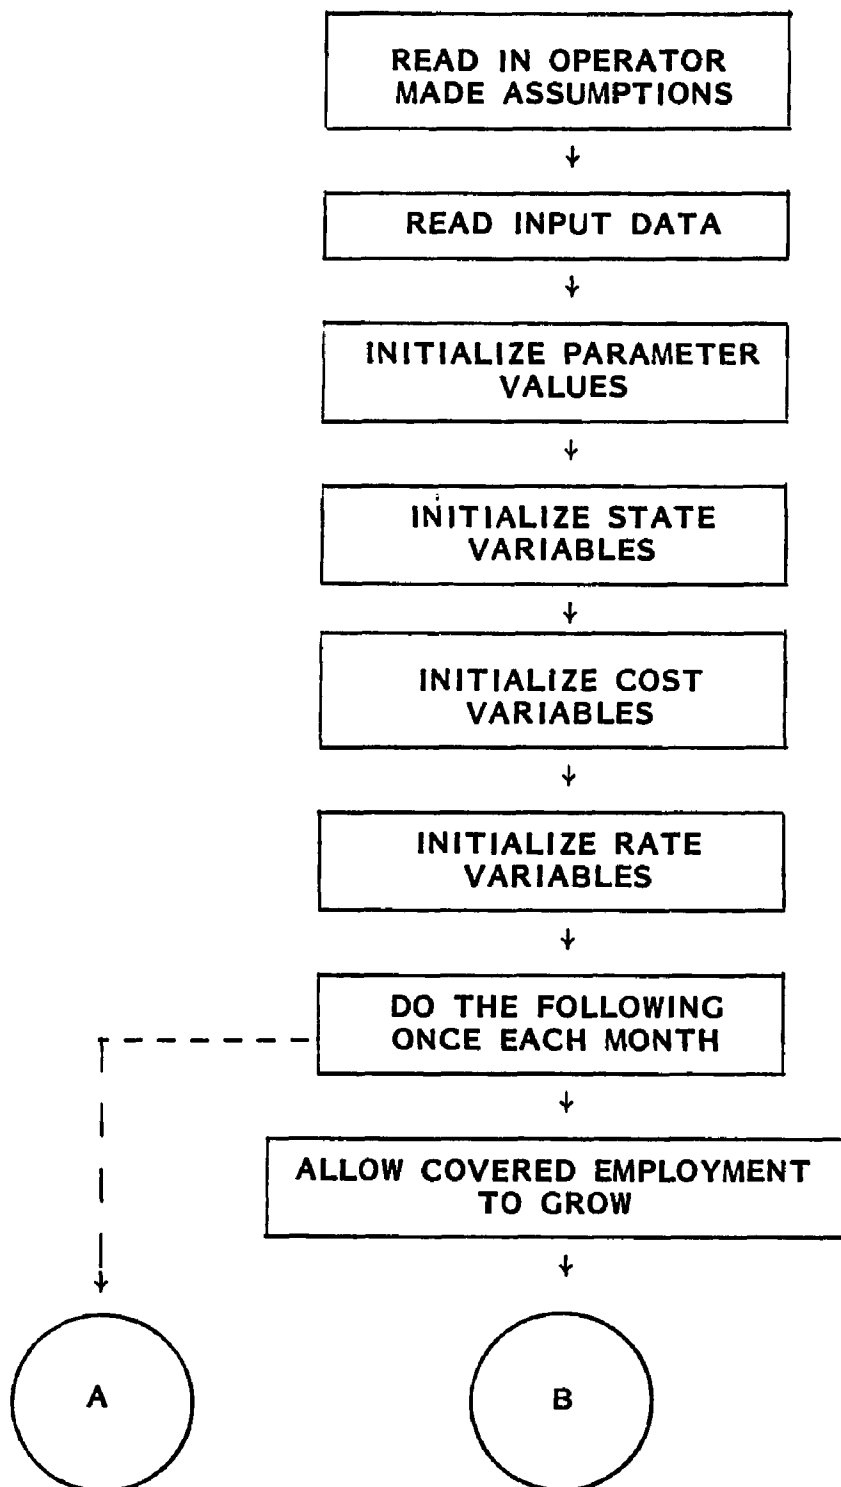 READ IN OPERATOR
MADE ASSUMPTIONS
READ INPUT DATA
INITIALIZE PARAMETER
VALUES
INITIALIZE STATE
VARIABLES
INITIALIZE COST
VARIABLES
INITIALIZE RATE
VARIABLES
DO THE FOLLOWING
ONCE EACH MONTH
ALLOW COVERED EMPLOYMENT
TO GROW
A
B